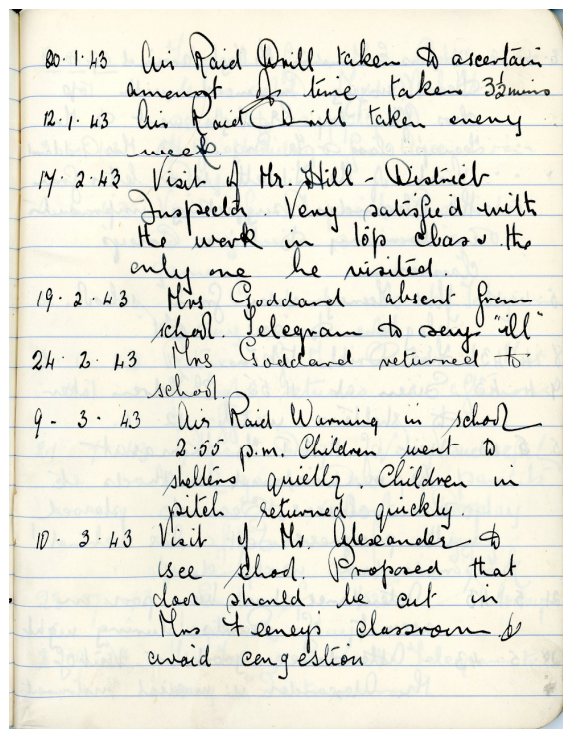 20.1.43 Air Raid Drill taken to ascertain
amount of time taken 3½mins
12.1.43 Air Raid Drill taken every
week
17.2.43 Visit of Mr. Hill - District
Inspector. Very satisfied with
the work in top class. the
only one he visited.
19.2.43 Mrs Goddard absent from
school. Telegram to say "ill"
24.2.43 Mrs Goddard returned to
school.
9-3.43 Air Raid Warning in school
2.55 p.m. Children went to
shelters quietly. Children in
pitch returned quickly
10.3.43 Visit of Mr. Alexander to
see school. Proposed that
door should be cut in
Mrs Feeney's classroom to
avoid congestion